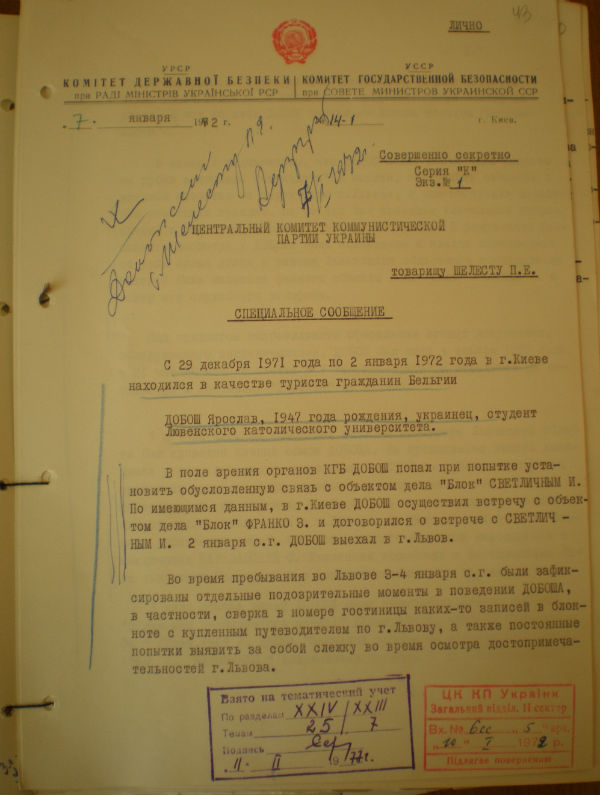 43
ЛИЧНО
УРСР
КОМІТЕТ ДЕРЖАВНОЇ БЕЗПЕКИ
при РАДІ МІНІСТРІВ УКРАЇНСЬКОЇ РСР
УССР
КОМИТЕТ ГОСУДАРСТВЕННОЙ БЕЗОПАСНОСТИ
при СОВЕТЕ МИНИСТРОВ УКРАИНСКОЙ ССР
"7" января 1972 г.
14-1
г. Киев.
Совершенно секретно
Серия "К"
Экз.№ 1
Доложено
т. Шелесту П.Е.
7/I 1972г.
ЦЕНТРАЛЬНЫЙ КОМИТЕТ КОММУНИСТИЧЕСКОЙ
ПАРТИИ УКРАИНЫ
товарищу ШЕЛЕСТУ П.Е.
СПЕЦИАЛЬНОЕ СООБЩЕНИЕ
С 29 декабря 1971 года по 2 января 1972 года в г.Киеве
находился в качестве туриста гражданин Бельгии
ДОБОШ Ярослав, 1947 года рождения, украинец, студент
Лювенского католического университета.
В поле зрения органов КГБ ДОБОШ попал при попытке уста-
новить обусловленную связь с объектом дела "Блок" СВЕТЛИЧНЫМ И.
По имеющимся данным, в г.Киеве ДОБОШ осуществил встречу с объек-
том дела "Блок" ФРАНКО З. и договорился о встрече с СВЕТЛИЧ -
НЫМ И. 2 января с.г. ДОБОШ выехал в г.Львов.
Во время пребывания во Львове 3-4 января с.г. были зафик-
сированы отдельные подозрительные моменты в поведении ДОБОША,
в частности, сверка в номере гостиницы каких-то записей в блок-
ноте с купленным путеводителем по г.Львову, а также постоянные
попытки выявить за собой слежку во время осмотра достопримеча-
тельностей г.Львова.
Взято на тематический учет
По разделам XXIV / XXIII
Темам 25 7
Подпись
"11" II 1977г.
ЦК КП України
Загальний відділ. II сектор
Вх. № 6сс "5" арк.
"10" I 1972 р.
Підлягає поверненню